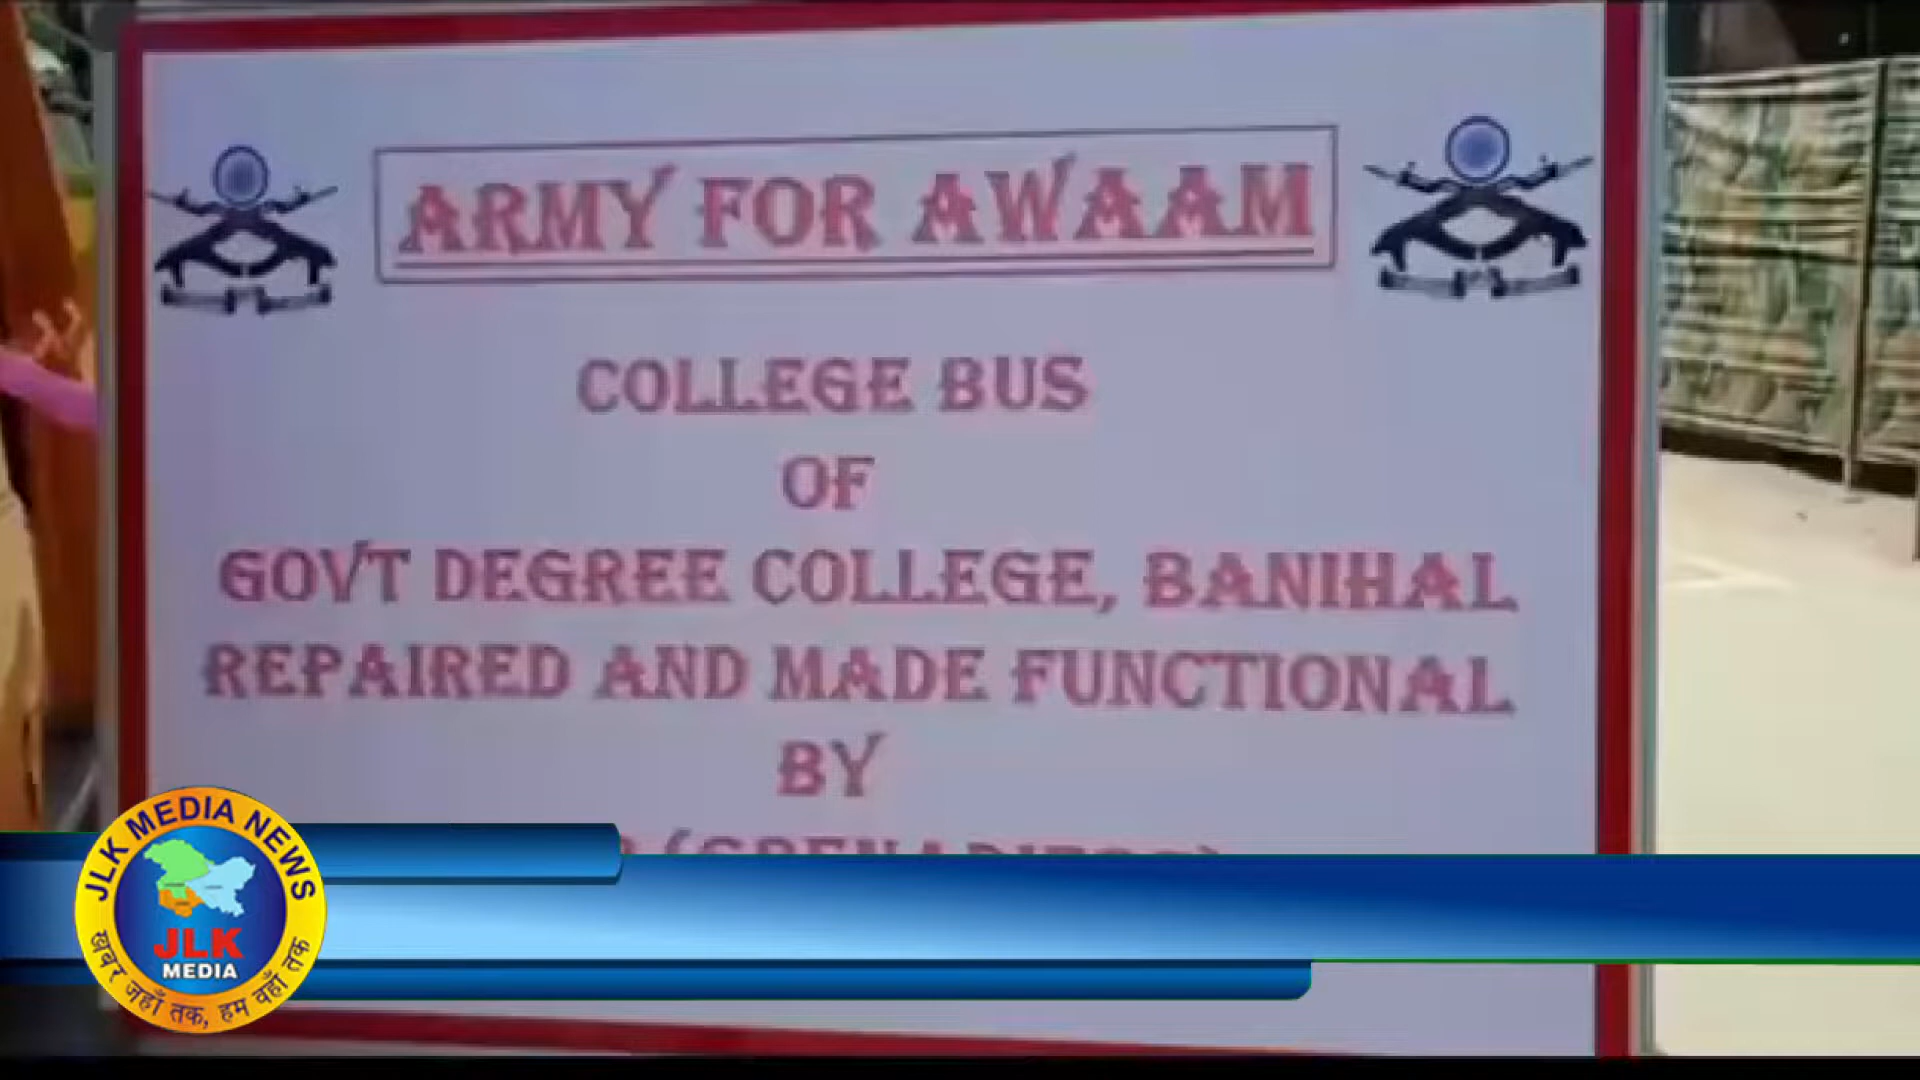 ARMY FOR AWAAM
COLLEGE BUS
OF
GOVT DEGREE COLLEGE, BANIHAL
REPAIRED AND MADE FUNCTIONAL
BY
(GRENADIERS)
JLK MEDIA NEWS
JLK
MEDIA
खबर जहाँ तक, हम वहाँ तक